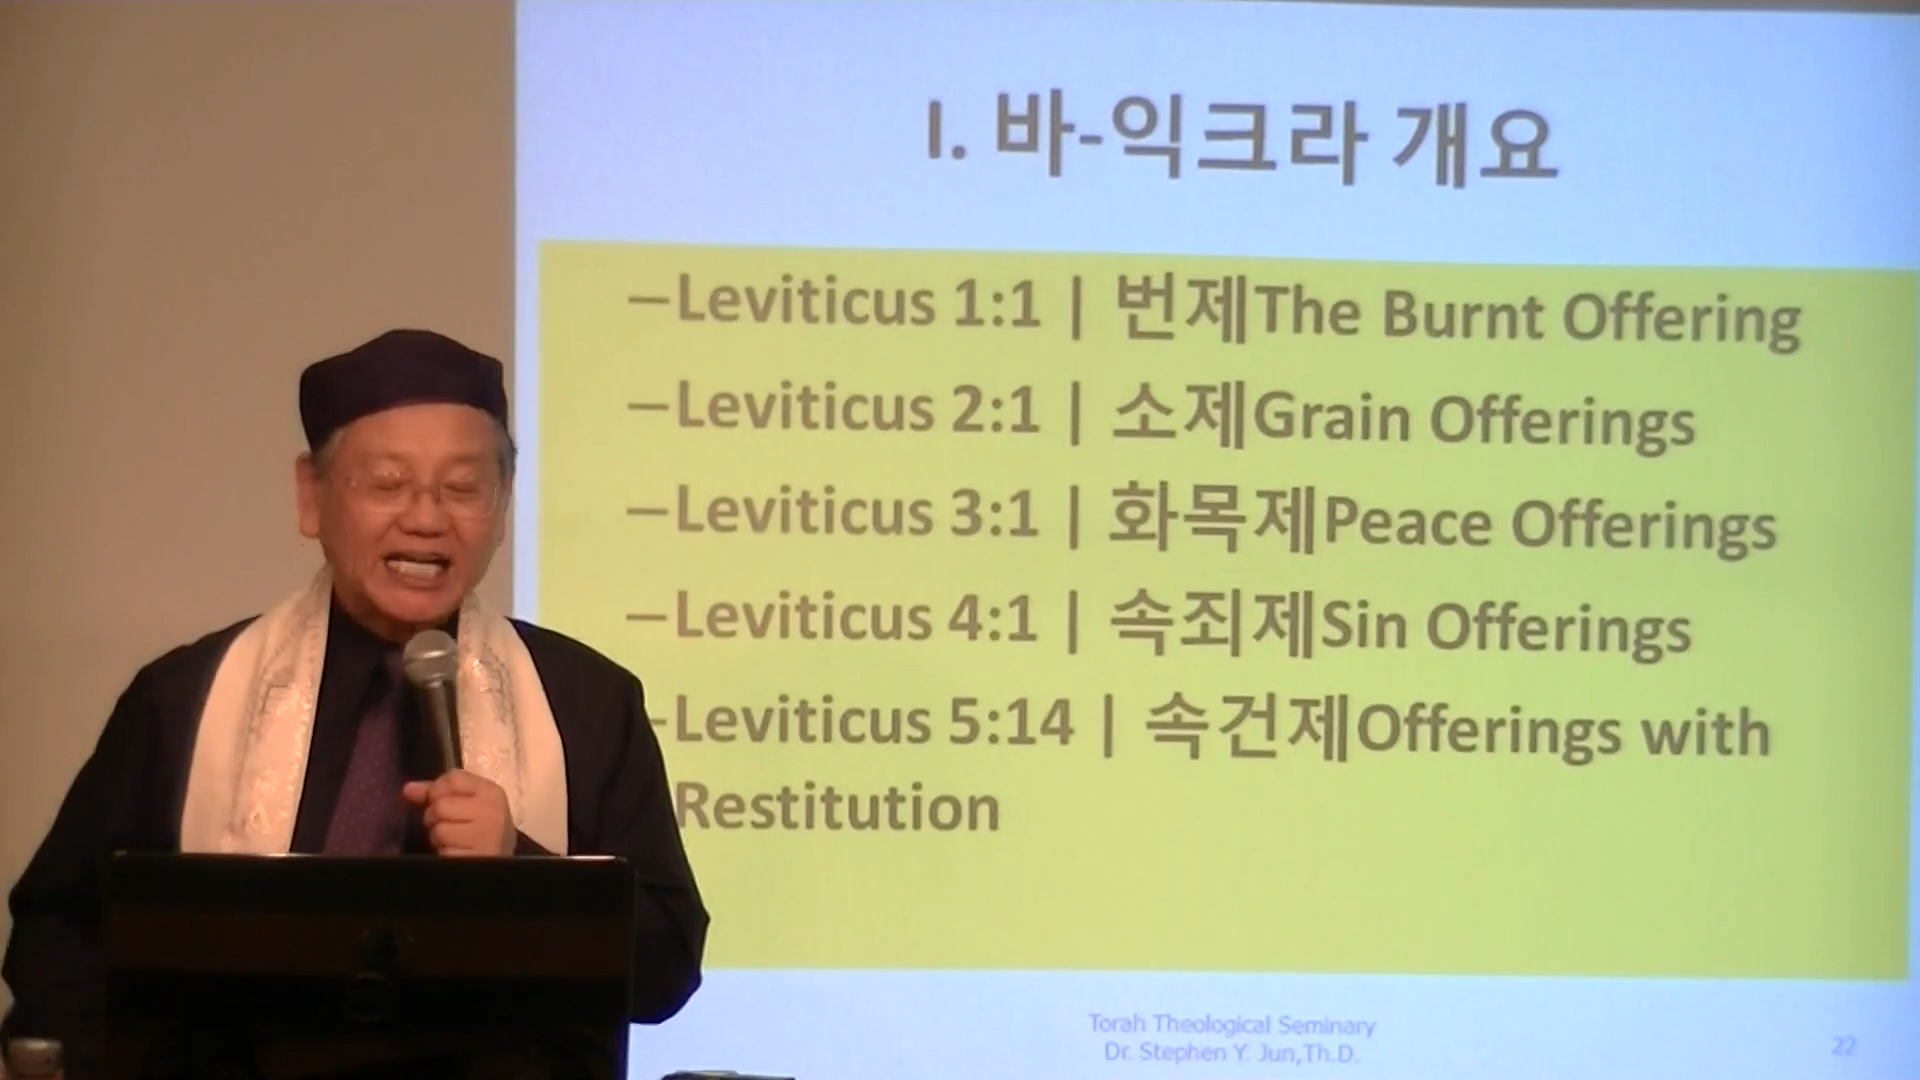 I. 바-익크라 개요
–Leviticus 1:1 | 번제The Burnt Offering
–Leviticus 2:1 | 소제Grain Offerings
–Leviticus 3:1 | 화목제Peace Offerings
–Leviticus 4:1 | 속죄제Sin Offerings
-Leviticus 5:14 | 속건제Offerings with
Restitution
Torah Theological Seminary
Dr. Stephen Y. Jun,Th.D.
22